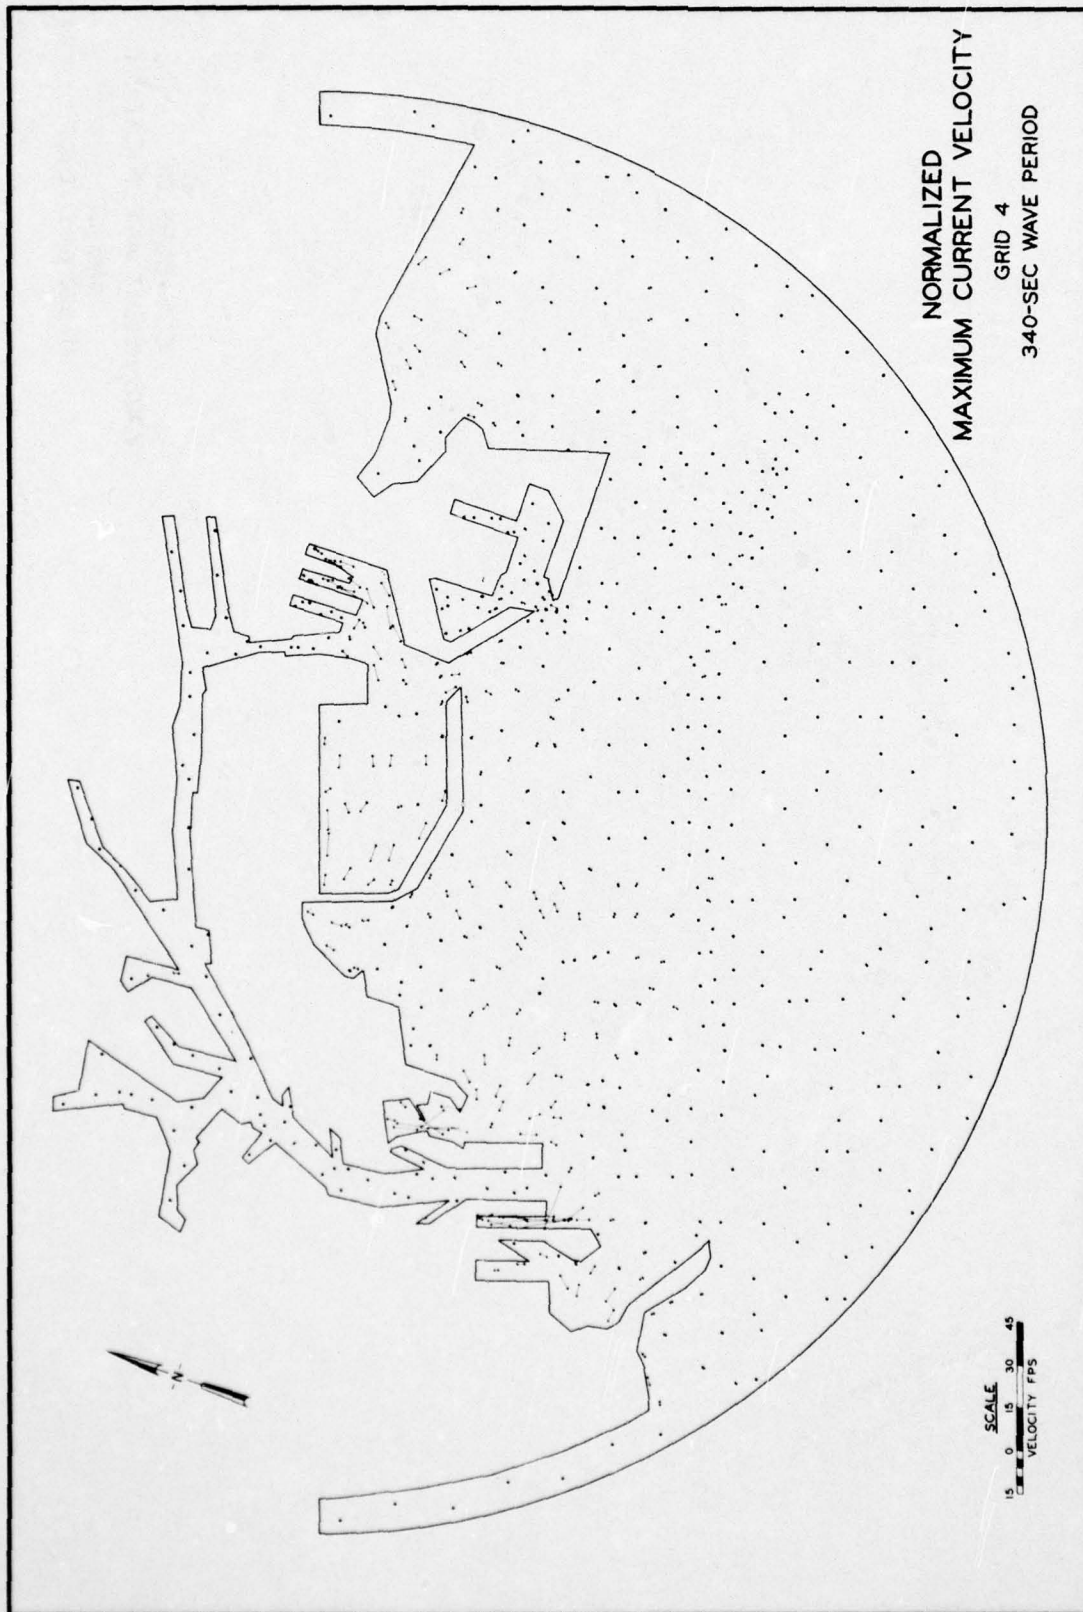 NORMALIZED
MAXIMUM CURRENT VELOCITY
GRID 4
340-SEC WAVE PERIOD
N
SCALE
15 0 15 30 45
VELOCITY FPS